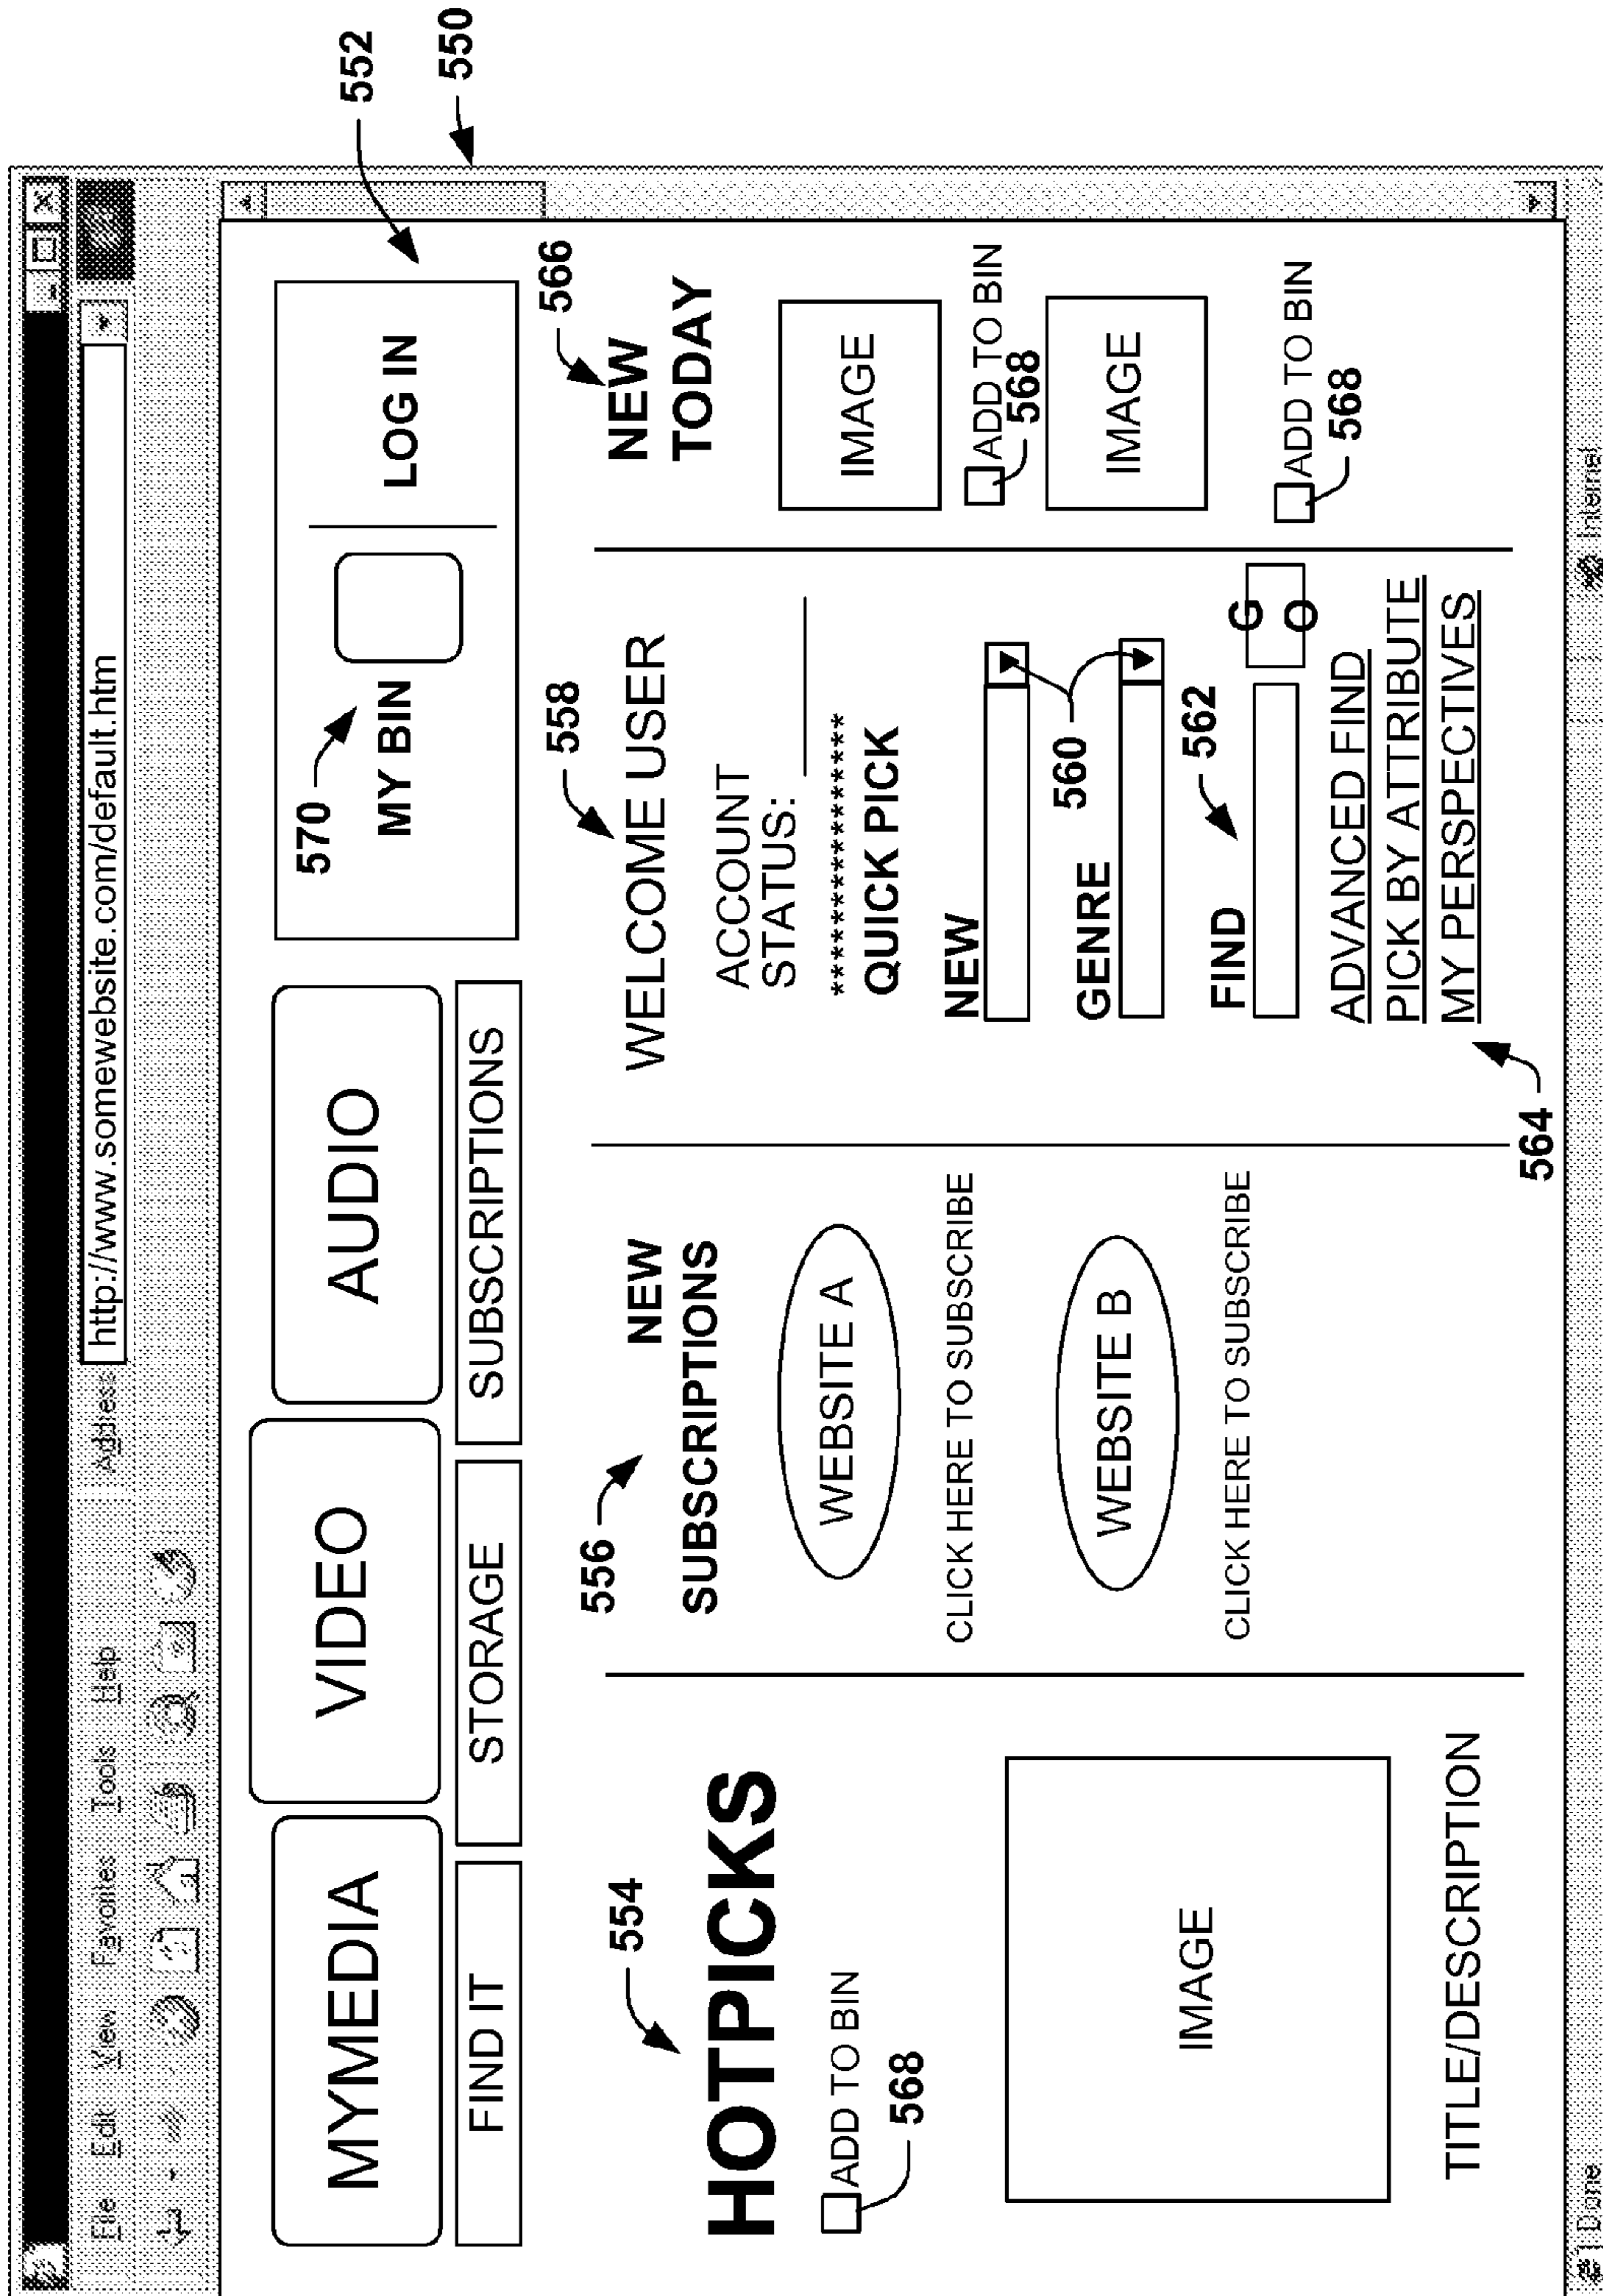 File Edit View Favorites Tools Help
Address http://www.somewebsite.com/default.htm
552
550
MYMEDIA
VIDEO
AUDIO
570
MY BIN
LOG IN
FIND IT
STORAGE
SUBSCRIPTIONS
554
HOTPICKS
ADD TO BIN
568
IMAGE
TITLE/DESCRIPTION
556
NEW
SUBSCRIPTIONS
WEBSITE A
CLICK HERE TO SUBSCRIBE
WEBSITE B
CLICK HERE TO SUBSCRIBE
558
WELCOME USER
ACCOUNT
STATUS:
****************
QUICK PICK
NEW
560
GENRE
562
FIND
GO
ADVANCED FIND
PICK BY ATTRIBUTE
MY PERSPECTIVES
564
566
NEW
TODAY
IMAGE
ADD TO BIN
568
IMAGE
ADD TO BIN
568
Done
Internet